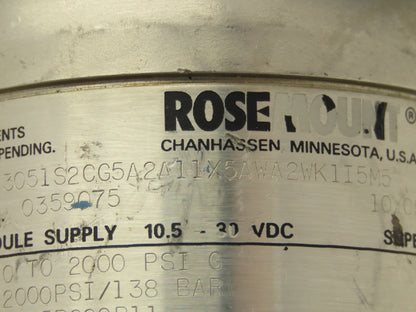 ROSEMOUNT®
ENTS
PENDING.
CHANHASSEN, MINNESOTA, U.S.A
3051S2CG5A2A11X5AWA2WK1I5M5
0359075
DULE SUPPLY 10.5 - 30 VDC
0 TO 2000 PSI G
2000PSI/138 BAR